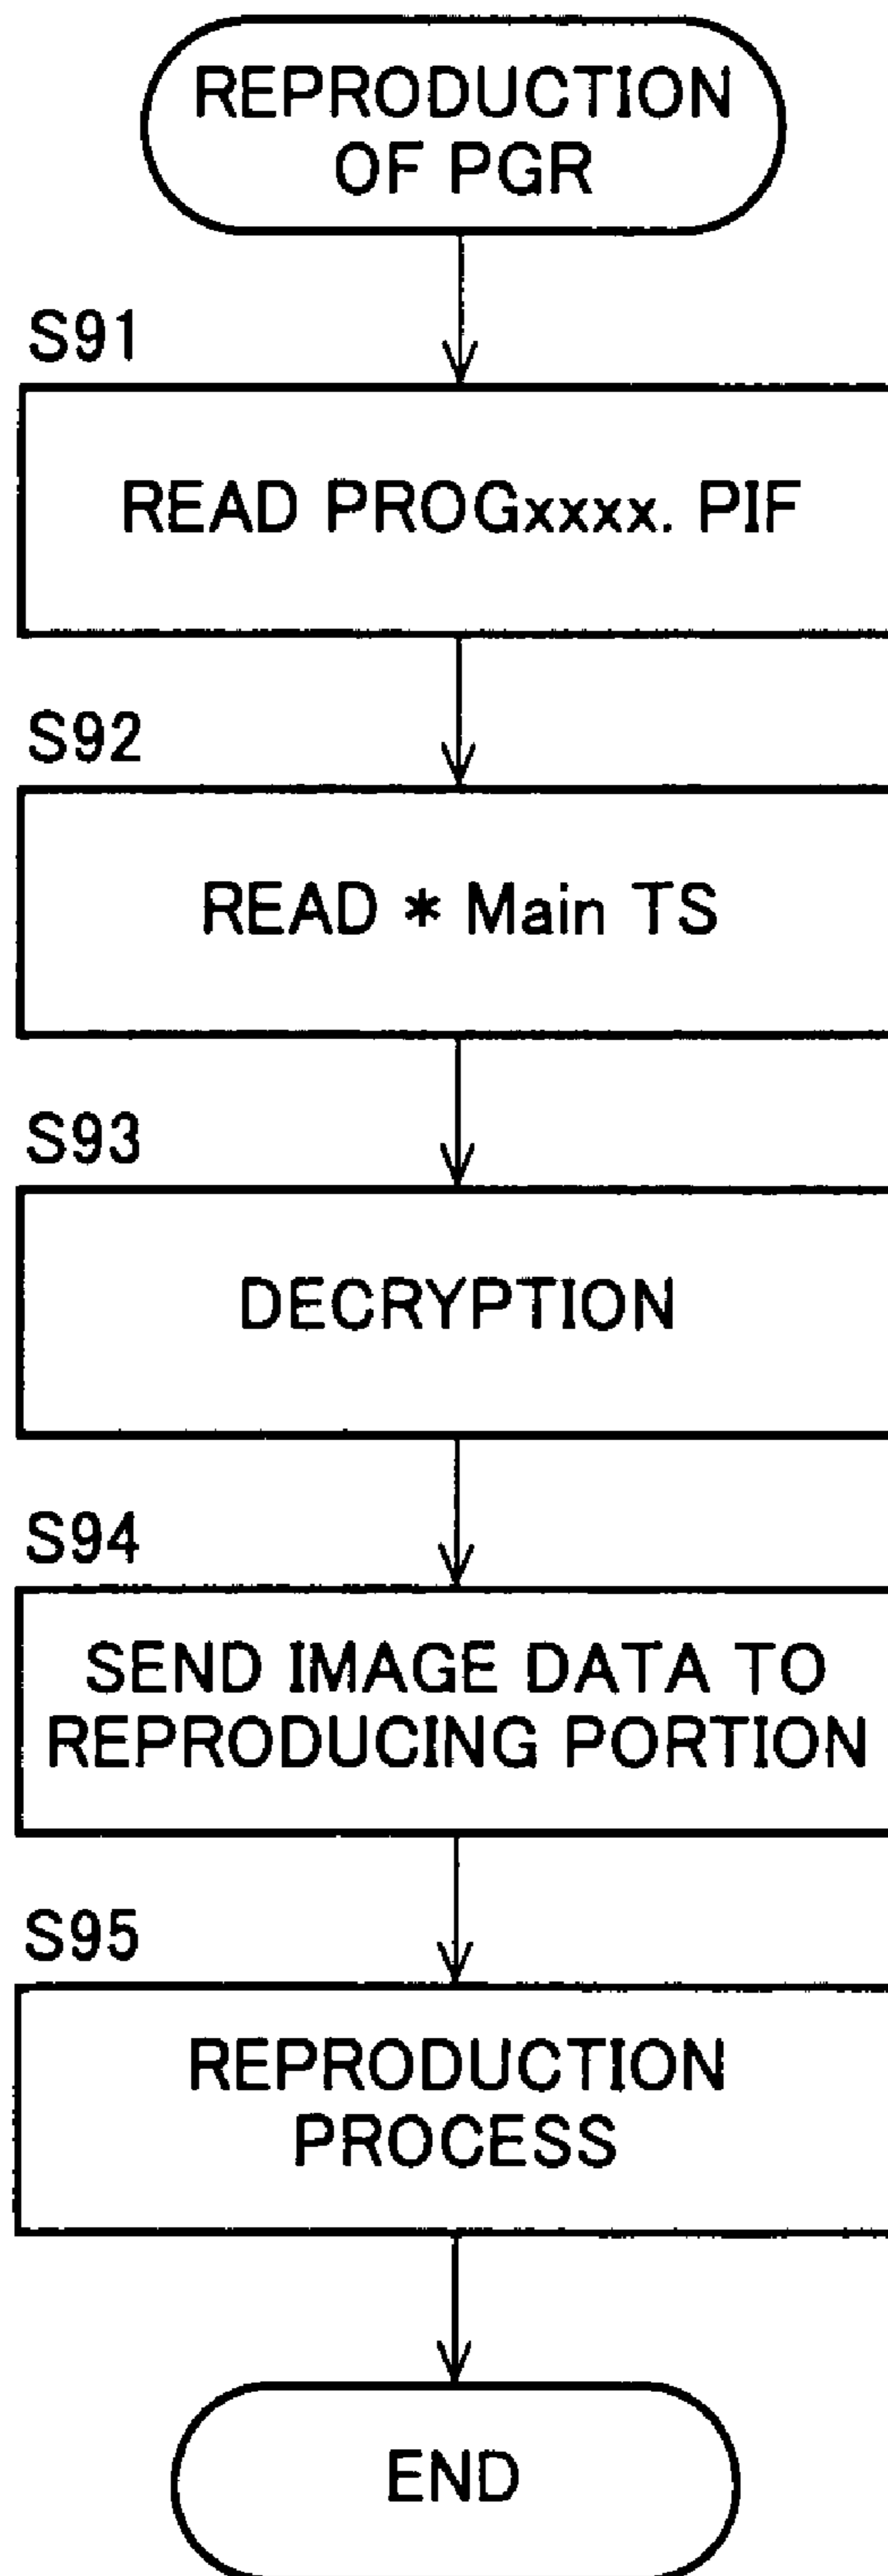 REPRODUCTION
OF PGR
S91
READ PROGxxxx. PIF
S92
READ * Main TS
S93
DECRYPTION
S94
SEND IMAGE DATA TO
REPRODUCING PORTION
S95
REPRODUCTION
PROCESS
END